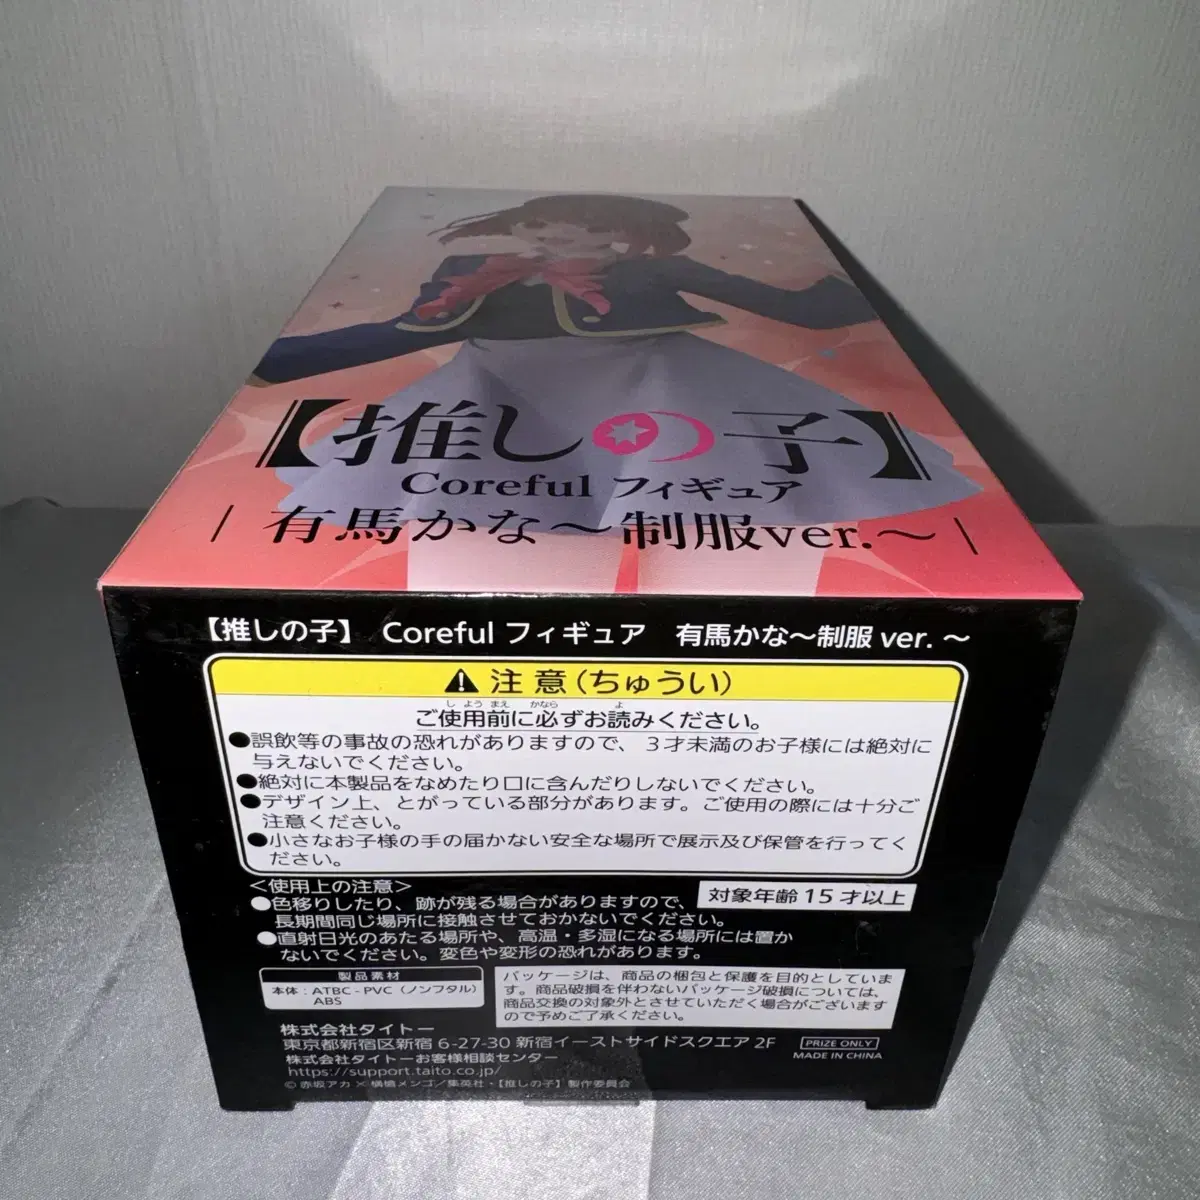 【推しの子】
Coreful フィギュア
| 有馬かな～制服ver.～ |
【推しの子】 Coreful フィギュア 有馬かな～制服 ver. ～
注意(ちゅうい)
しようまえ かなら よ
ご使用前に必ずお読みください。
●誤飲等の事故の恐れがありますので、3才未満のお子様には絶対に
与えないでください。
●絶対に本製品をなめたり口に含んだりしないでください。
●デザイン上、とがっている部分があります。ご使用の際には十分ご
注意ください。
●小さなお子様の手の届かない安全な場所で展示及び保管を行ってく
ださい。
<使用上の注意>
対象年齢 15 才以上
●色移りしたり、跡が残る場合がありますので、
長期間同じ場所に接触させておかないでください。
●直射日光のあたる場所や、高温・多湿になる場所には置か
ないでください。変色や変形の恐れがあります。
製品素材
本体：ATBC-PVC（ノンフタル）
ABS
パッケージは、商品の梱包と保護を目的としていま
す。商品破損を伴わないパッケージ破損については、
商品交換の対象外とさせていただく場合がございます
ので予めご了承ください。
株式会社タイトー
東京都新宿区新宿 6-27-30 新宿イーストサイドスクエア 2F
株式会社タイトーお客様相談センター
https://support.taito.co.jp/
PRIZE ONLY
MADE IN CHINA
© 赤坂アカ × 横槍メンゴ／集英社・【推しの子】製作委員会